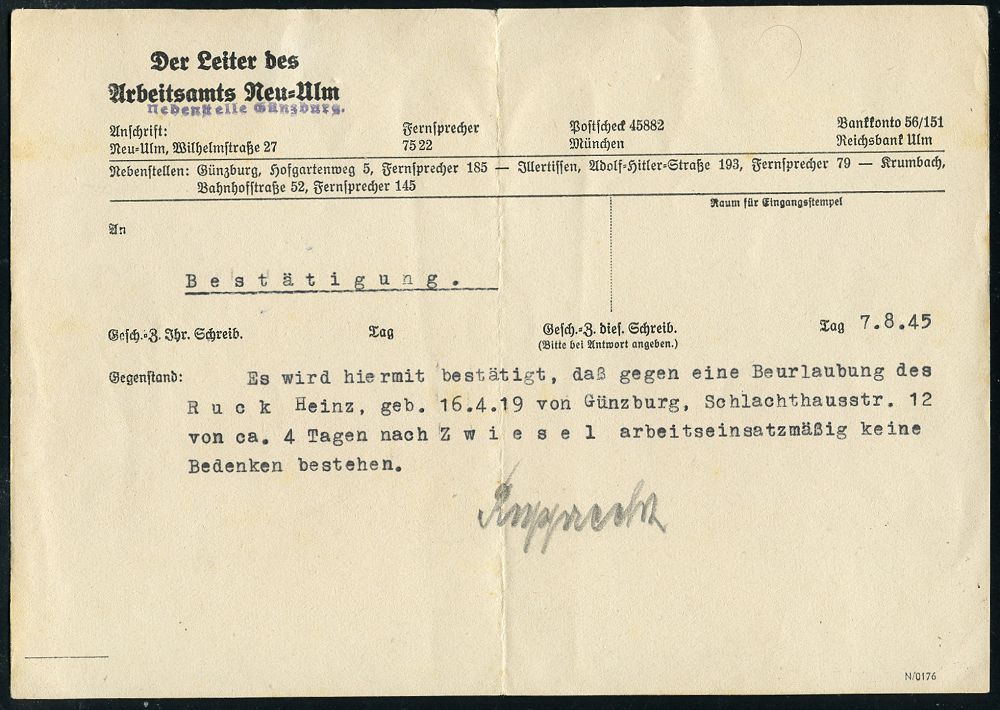 Der Leiter des
Arbeitsamts Neu-Ulm
Nebenstelle Günzburg.
Anschrift: Fernsprecher Postscheck 45882 Bankkonto 56/151
Neu-Ulm, Wilhelmstraße 27 75 22 München Reichsbank Ulm
Nebenstellen: Günzburg, Hofgartenweg 5, Fernsprecher 185 — Illertissen, Adolf-Hitler-Straße 193, Fernsprecher 79 — Krumbach,
Bahnhofstraße 52, Fernsprecher 145
Raum für Eingangsstempel
An
Bestätigung.
Gesch.-Z. Ihr. Schreib. Tag Gesch.-Z. dies. Schreib. Tag 7.8.45
(Bitte bei Antwort angeben.)
Gegenstand: Es wird hiermit bestätigt, daß gegen eine Beurlaubung des
Ruck Heinz, geb. 16.4.19 von Günzburg, Schlachthausstr. 12
von ca. 4 Tagen nach Zwiesel arbeitseinsatzmäßig keine
Bedenken bestehen.
Rupprecht
N/0176